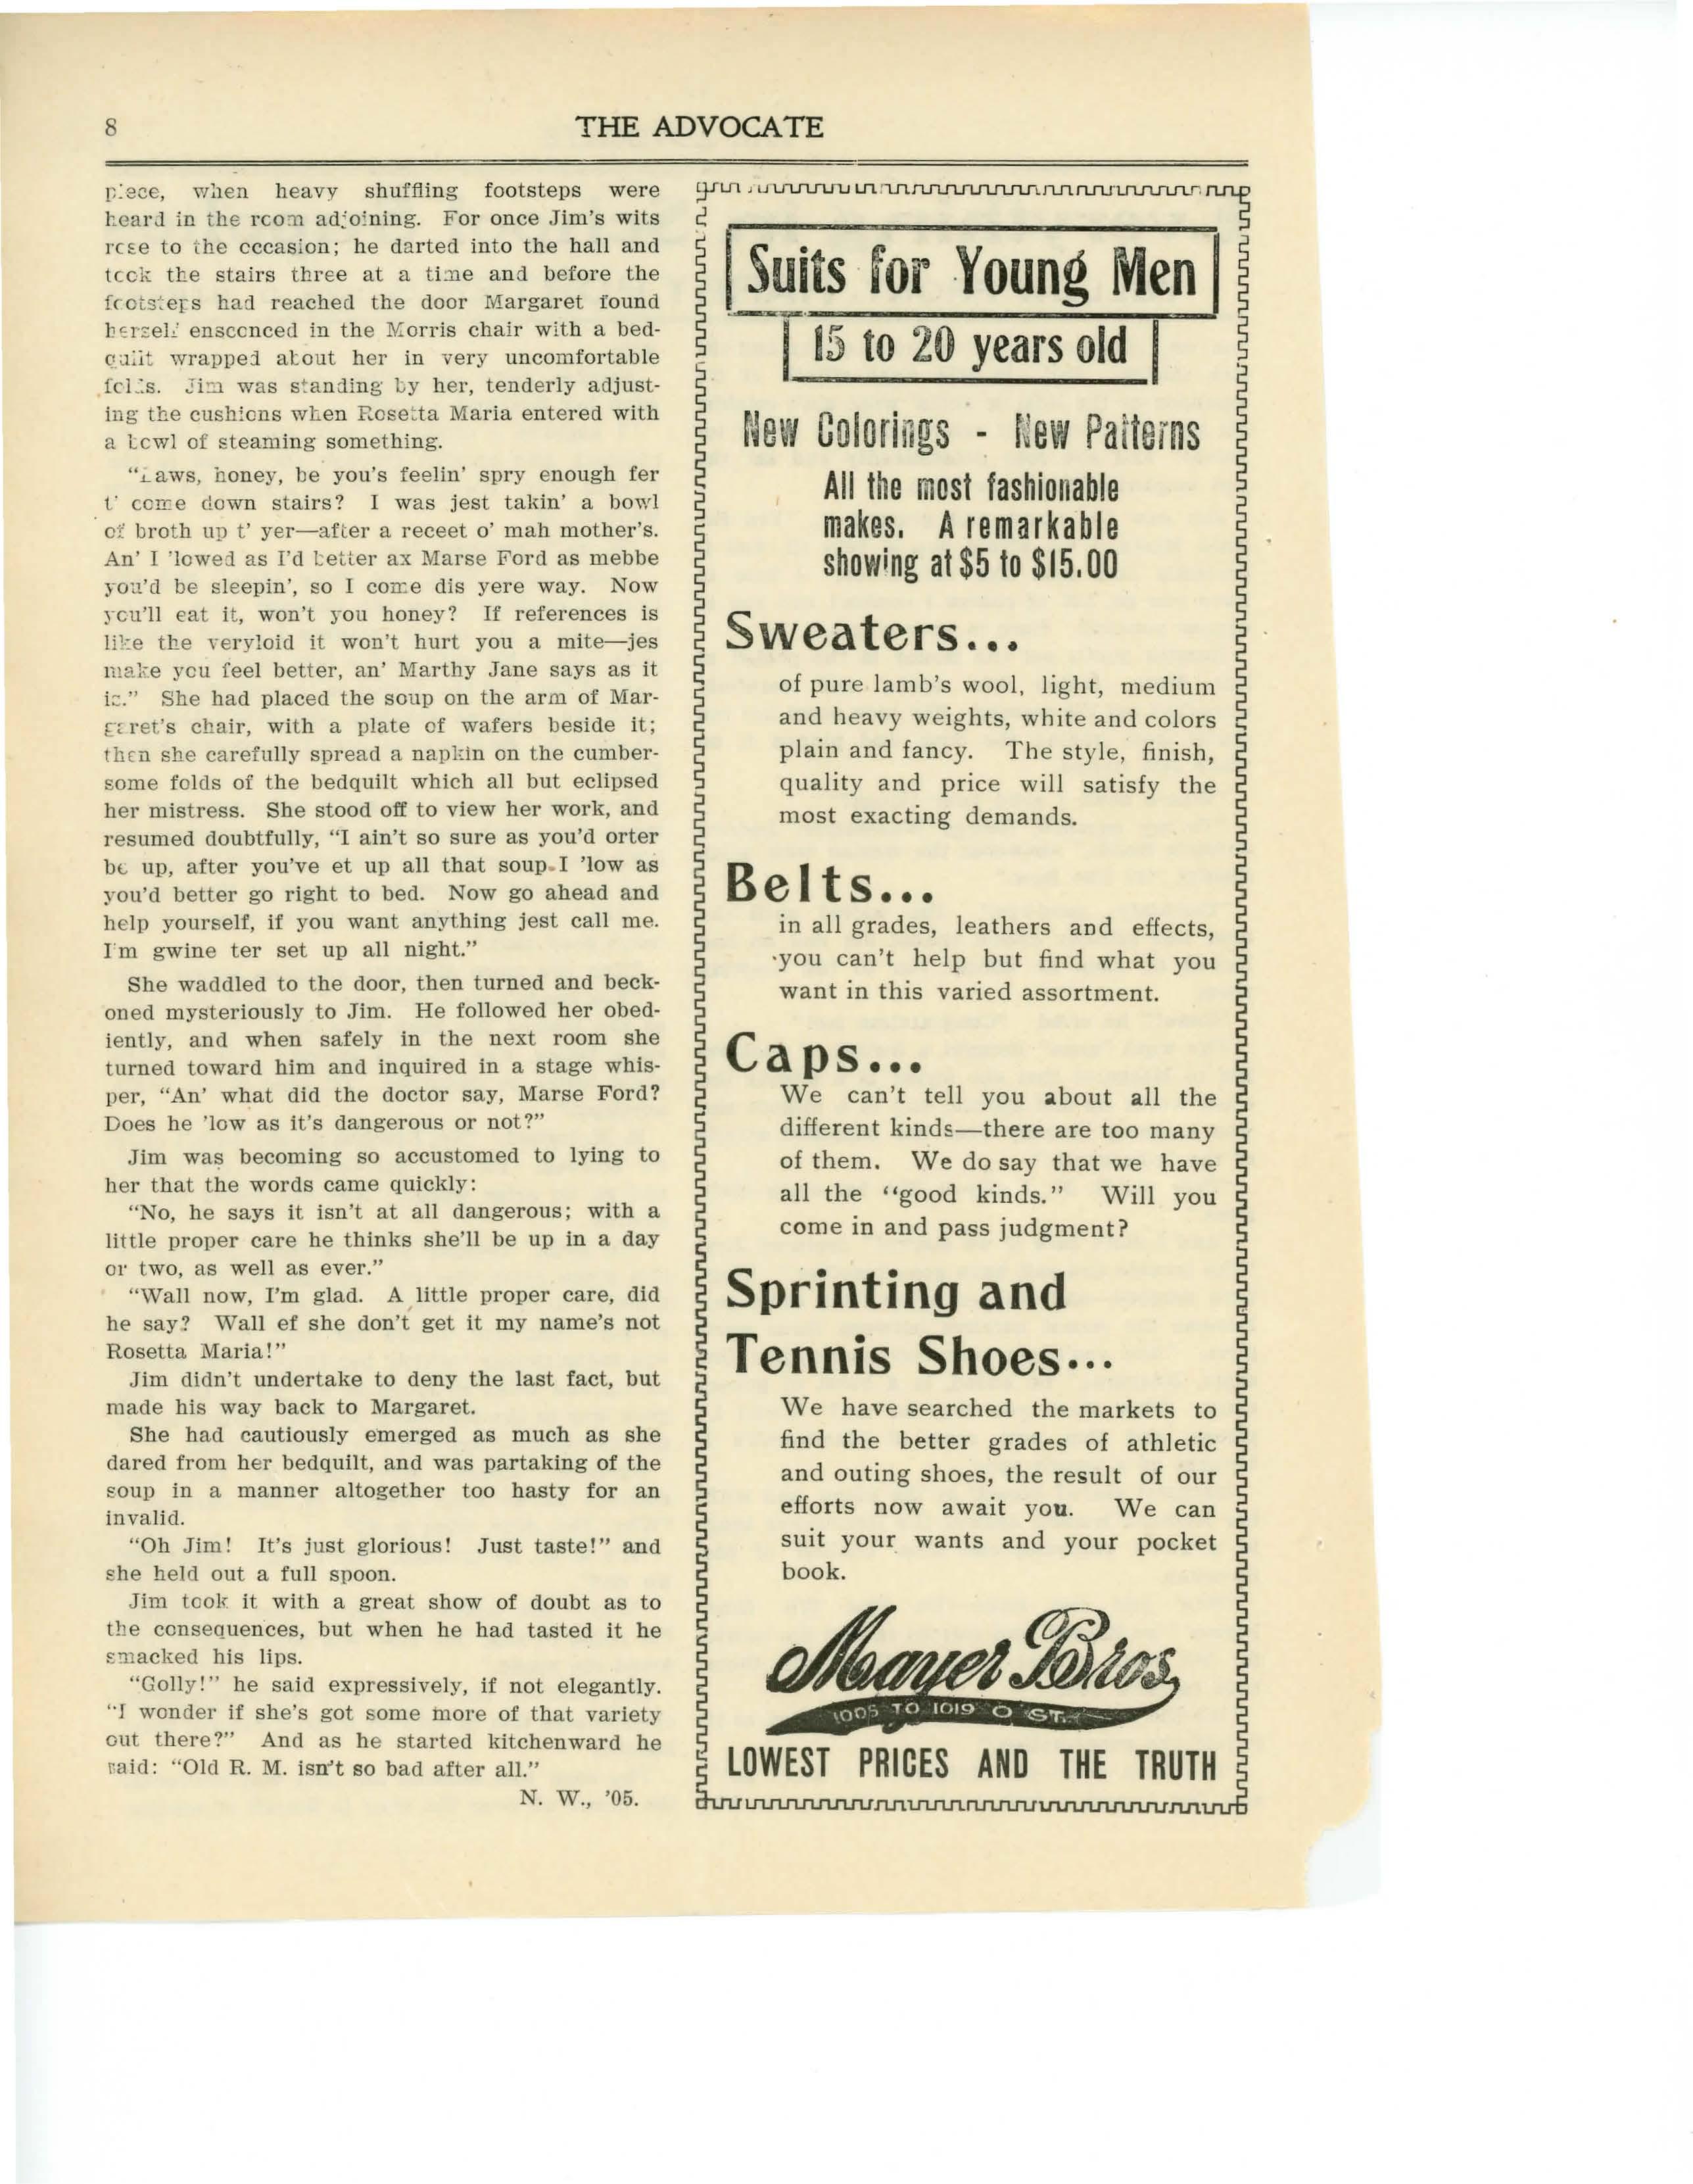 8
THE ADVOCATE
piece, when heavy shuffling footsteps were
heard in the room adjoining. For once Jim's wits
rose to the occasion; he darted into the hall and
took the stairs three at a time and before the
footsteps had reached the door Margaret found
herself ensconced in the Morris chair with a bed-
quilt wrapped about her in very uncomfortable
folds. Jim was standing by her, tenderly adjust-
ing the cushions when Rosetta Maria entered with
a bowl of steaming something.
"Laws, honey, be you's feelin' spry enough fer
t' come down stairs? I was jest takin' a bowl
of broth up t' yer—after a receet o' mah mother's.
An' I 'lowed as I'd better ax Marse Ford as mebbe
you'd be sleepin', so I come dis yere way. Now
you'll eat it, won't you honey? If references is
like the veryloid it won't hurt you a mite—jes
make you feel better, an' Marthy Jane says as it
is." She had placed the soup on the arm of Mar-
garet's chair, with a plate of wafers beside it;
then she carefully spread a napkin on the cumber-
some folds of the bedquilt which all but eclipsed
her mistress. She stood off to view her work, and
resumed doubtfully, "I ain't so sure as you'd orter
be up, after you've et up all that soup. I 'low as
you'd better go right to bed. Now go ahead and
help yourself, if you want anything jest call me.
I'm gwine ter set up all night."
She waddled to the door, then turned and beck-
oned mysteriously to Jim. He followed her obed-
iently, and when safely in the next room she
turned toward him and inquired in a stage whis-
per, "An' what did the doctor say, Marse Ford?
Does he 'low as it's dangerous or not?"
Jim was becoming so accustomed to lying to
her that the words came quickly:
"No, he says it isn't at all dangerous; with a
little proper care he thinks she'll be up in a day
or two, as well as ever."
"Wall now, I'm glad. A little proper care, did
he say? Wall ef she don't get it my name's not
Rosetta Maria!"
Jim didn't undertake to deny the last fact, but
made his way back to Margaret.
She had cautiously emerged as much as she
dared from her bedquilt, and was partaking of the
soup in a manner altogether too hasty for an
invalid.
"Oh Jim! It's just glorious! Just taste!" and
she held out a full spoon.
Jim took it with a great show of doubt as to
the consequences, but when he had tasted it he
smacked his lips.
"Golly!" he said expressively, if not elegantly.
"I wonder if she's got some more of that variety
out there?" And as he started kitchenward he
said: "Old R. M. isn't so bad after all."
N. W., '05.
Suits for Young Men
15 to 20 years old
New Colorings - New Patterns
All the most fashionable
makes. A remarkable
showing at $5 to $15.00
Sweaters...
of pure lamb's wool, light, medium
and heavy weights, white and colors
plain and fancy. The style, finish,
quality and price will satisfy the
most exacting demands.
Belts...
in all grades, leathers and effects,
you can't help but find what you
want in this varied assortment.
Caps...
We can't tell you about all the
different kinds—there are too many
of them. We do say that we have
all the "good kinds." Will you
come in and pass judgment?
Sprinting and
Tennis Shoes...
We have searched the markets to
find the better grades of athletic
and outing shoes, the result of our
efforts now await you. We can
suit your wants and your pocket
book.
Mayer Bros.
1005 TO 1019 O ST.
LOWEST PRICES AND THE TRUTH